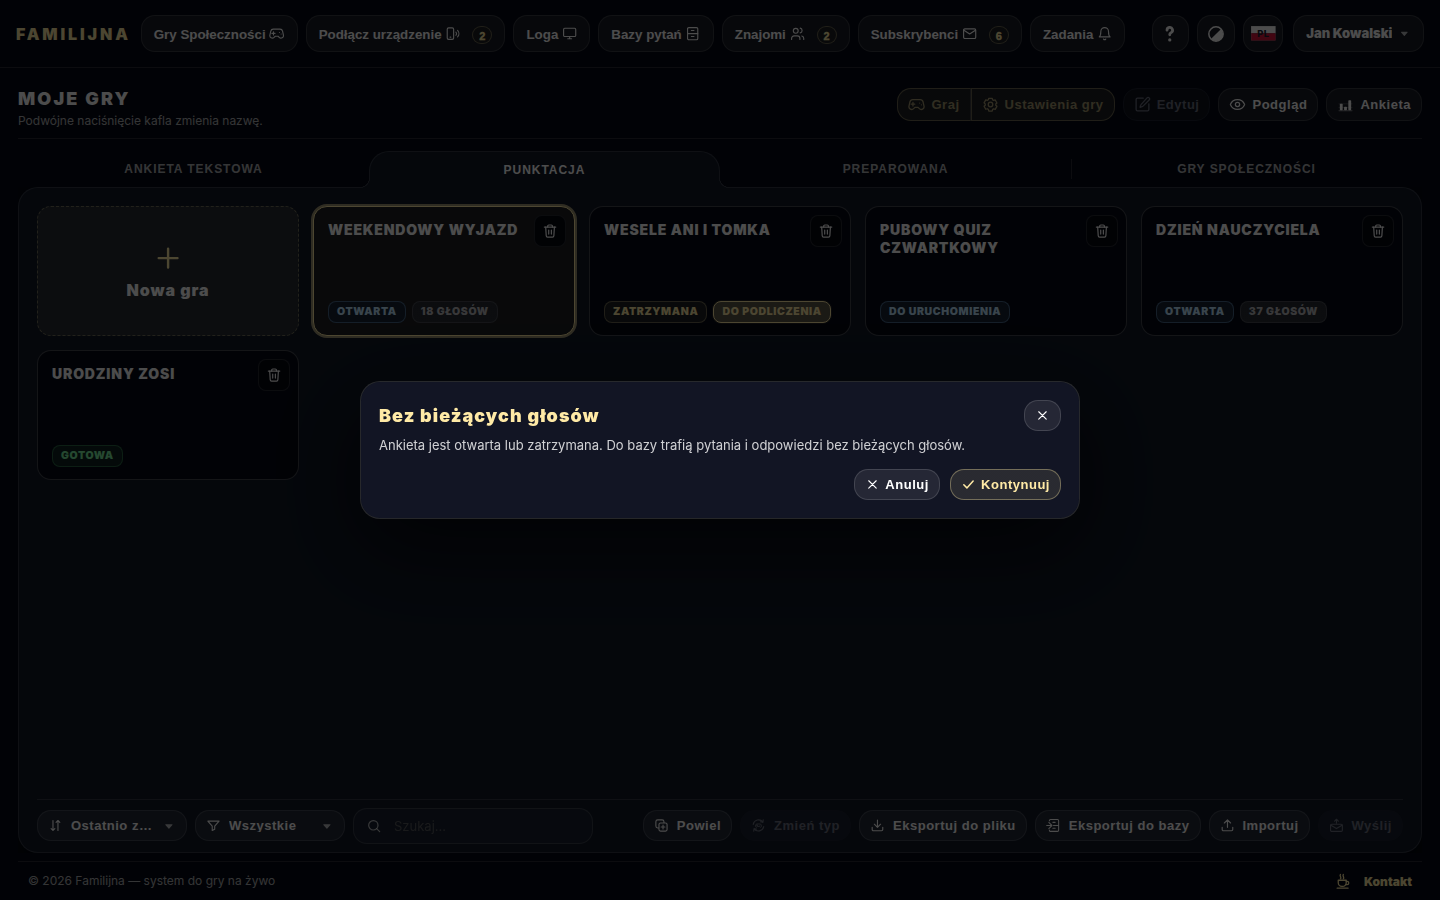 FAMILIJNA
Gry Społeczności
Podłącz urządzenie 2
Loga
Bazy pytań
Znajomi 2
Subskrybenci 6
Zadania
?
PL
Jan Kowalski
MOJE GRY
Podwójne naciśnięcie kafla zmienia nazwę.
Graj
Ustawienia gry
Edytuj
Podgląd
Ankieta
ANKIETA TEKSTOWA
PUNKTACJA
PREPAROWANA
GRY SPOŁECZNOŚCI
Nowa gra
WEEKENDOWY WYJAZD
OTWARTA
18 GŁOSÓW
WESELE ANI I TOMKA
ZATRZYMANA
DO PODLICZENIA
PUBOWY QUIZ
CZWARTKOWY
DO URUCHOMIENIA
DZIEŃ NAUCZYCIELA
OTWARTA
37 GŁOSÓW
URODZINY ZOSI
GOTOWA
Bez bieżących głosów
Ankieta jest otwarta lub zatrzymana. Do bazy trafią pytania i odpowiedzi bez bieżących głosów.
Anuluj
Kontynuuj
Ostatnio z...
Wszystkie
Szukaj...
Powiel
Zmień typ
Eksportuj do pliku
Eksportuj do bazy
Importuj
Wyślij
© 2026 Familijna — system do gry na żywo
Kontakt